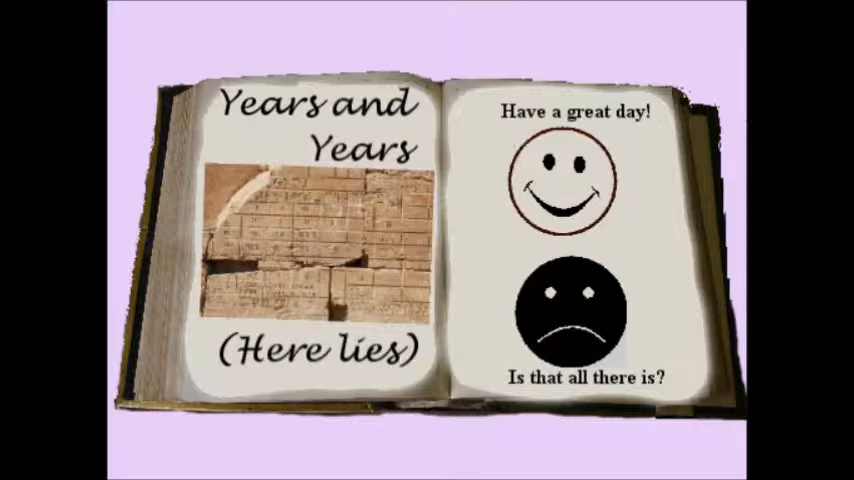 Years and
Years
(Here lies)
Have a great day!
Is that all there is?